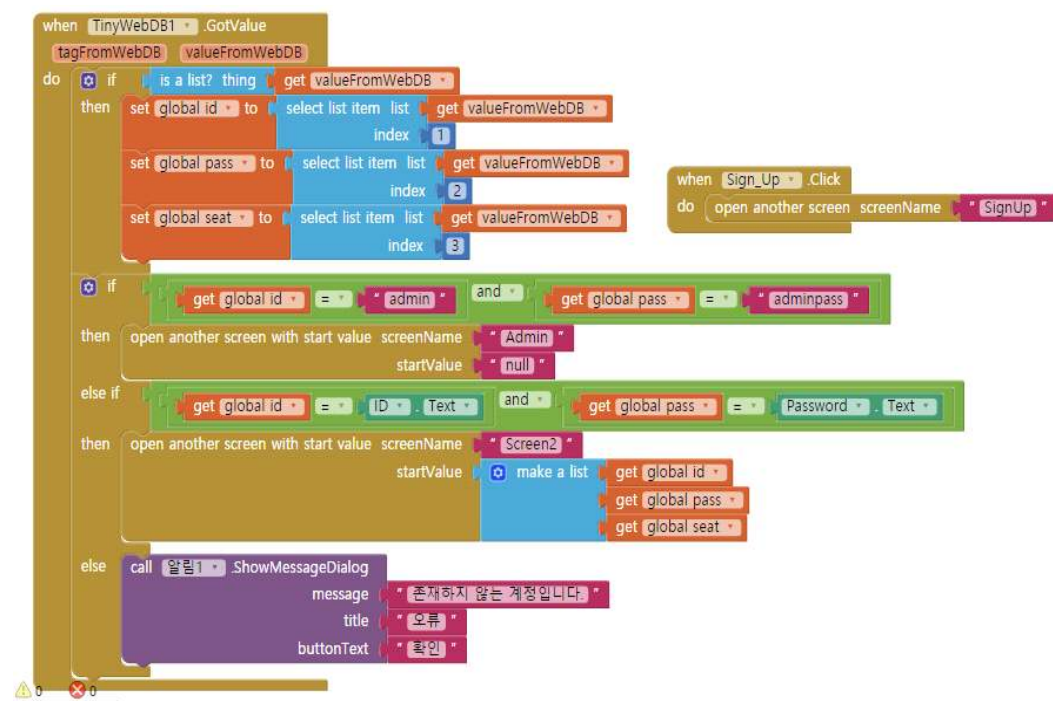 when TinyWebDB1 .GotValue
tagFromWebDB valueFromWebDB
do if is a list? thing get valueFromWebDB
then set global id to select list item list get valueFromWebDB
index 1
set global pass to select list item list get valueFromWebDB
index 2
set global seat to select list item list get valueFromWebDB
index 3
if get global id = " admin " and get global pass = " adminpass "
then open another screen with start value screenName " Admin "
startValue " null "
else if get global id = ID . Text and get global pass = Password . Text
then open another screen with start value screenName " Screen2 "
startValue make a list get global id
get global pass
get global seat
else call 알림1 .ShowMessageDialog
message " 존재하지 않는 계정입니다. "
title " 오류 "
buttonText " 확인 "
0 0
when Sign_Up .Click
do open another screen screenName " SignUp "